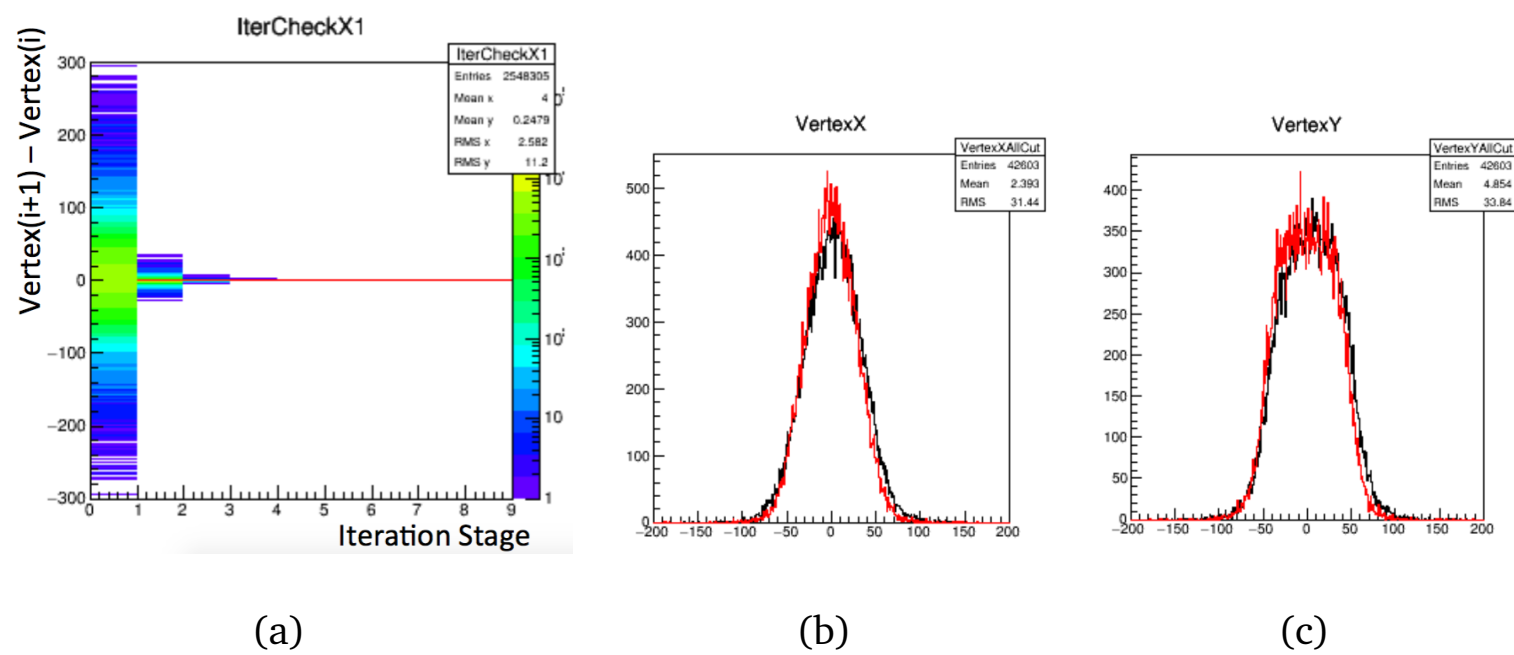 IterCheckX1
IterCheckX1
Entries 2548305
Mean x 4
Mean y 0.2479
RMS x 2.582
RMS y 11.2
Vertex(i+1) – Vertex(i)
300
200
100
0
−100
−200
−300
0 1 2 3 4 5 6 7 8 9
Iteration Stage
10
1
VertexX
VertexXAllCut
Entries 42603
Mean 2.393
RMS 31.44
500
400
300
200
100
0
−200 −150 −100 −50 0 50 100 150 200
VertexY
VertexYAllCut
Entries 42603
Mean 4.854
RMS 33.84
400
350
300
250
200
150
100
50
0
−200 −150 −100 −50 0 50 100 150 200
(a)
(b)
(c)